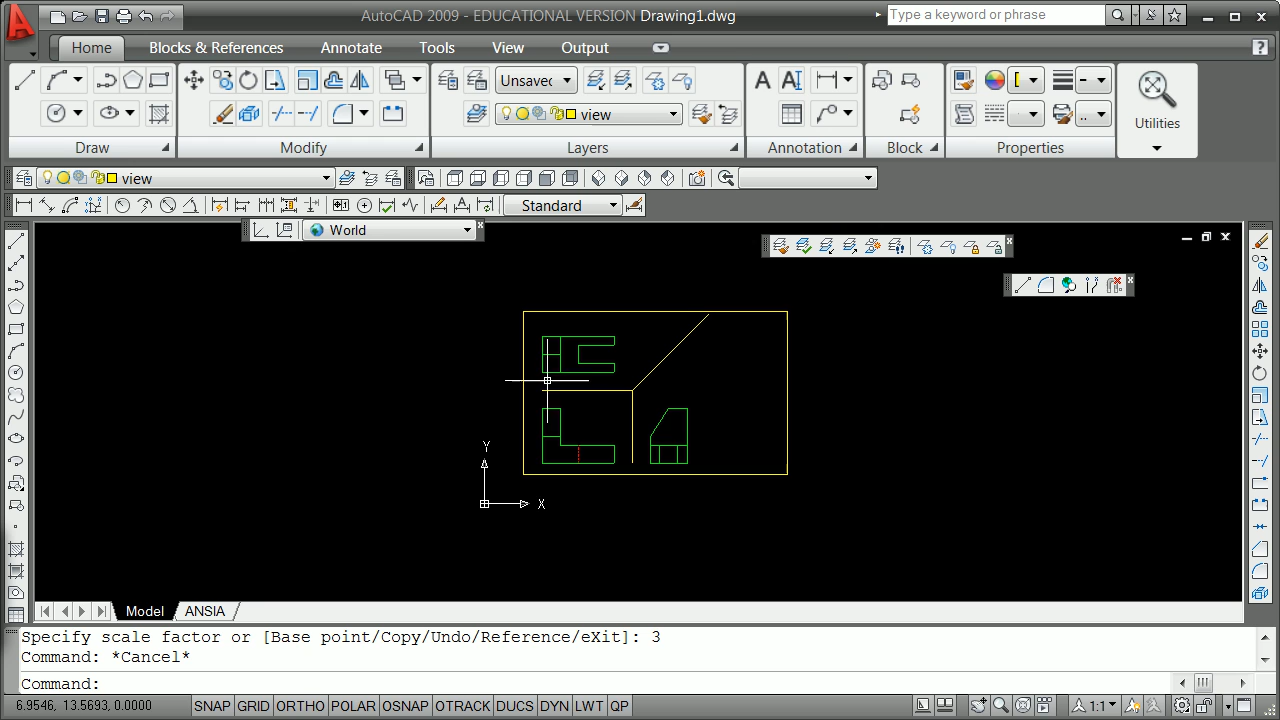 AutoCAD 2009 - EDUCATIONAL VERSION Drawing1.dwg
Type a keyword or phrase
Home Blocks & References Annotate Tools View Output
Unsaved
view
A A
Utilities
Draw Modify Layers Annotation Block Properties
view
Standard
World
Y
X
Model ANSIA
Specify scale factor or [Base point/Copy/Undo/Reference/eXit]: 3
Command: *Cancel*
Command:
6.9546, 13.5693, 0.0000 SNAP GRID ORTHO POLAR OSNAP OTRACK DUCS DYN LWT QP 1:1